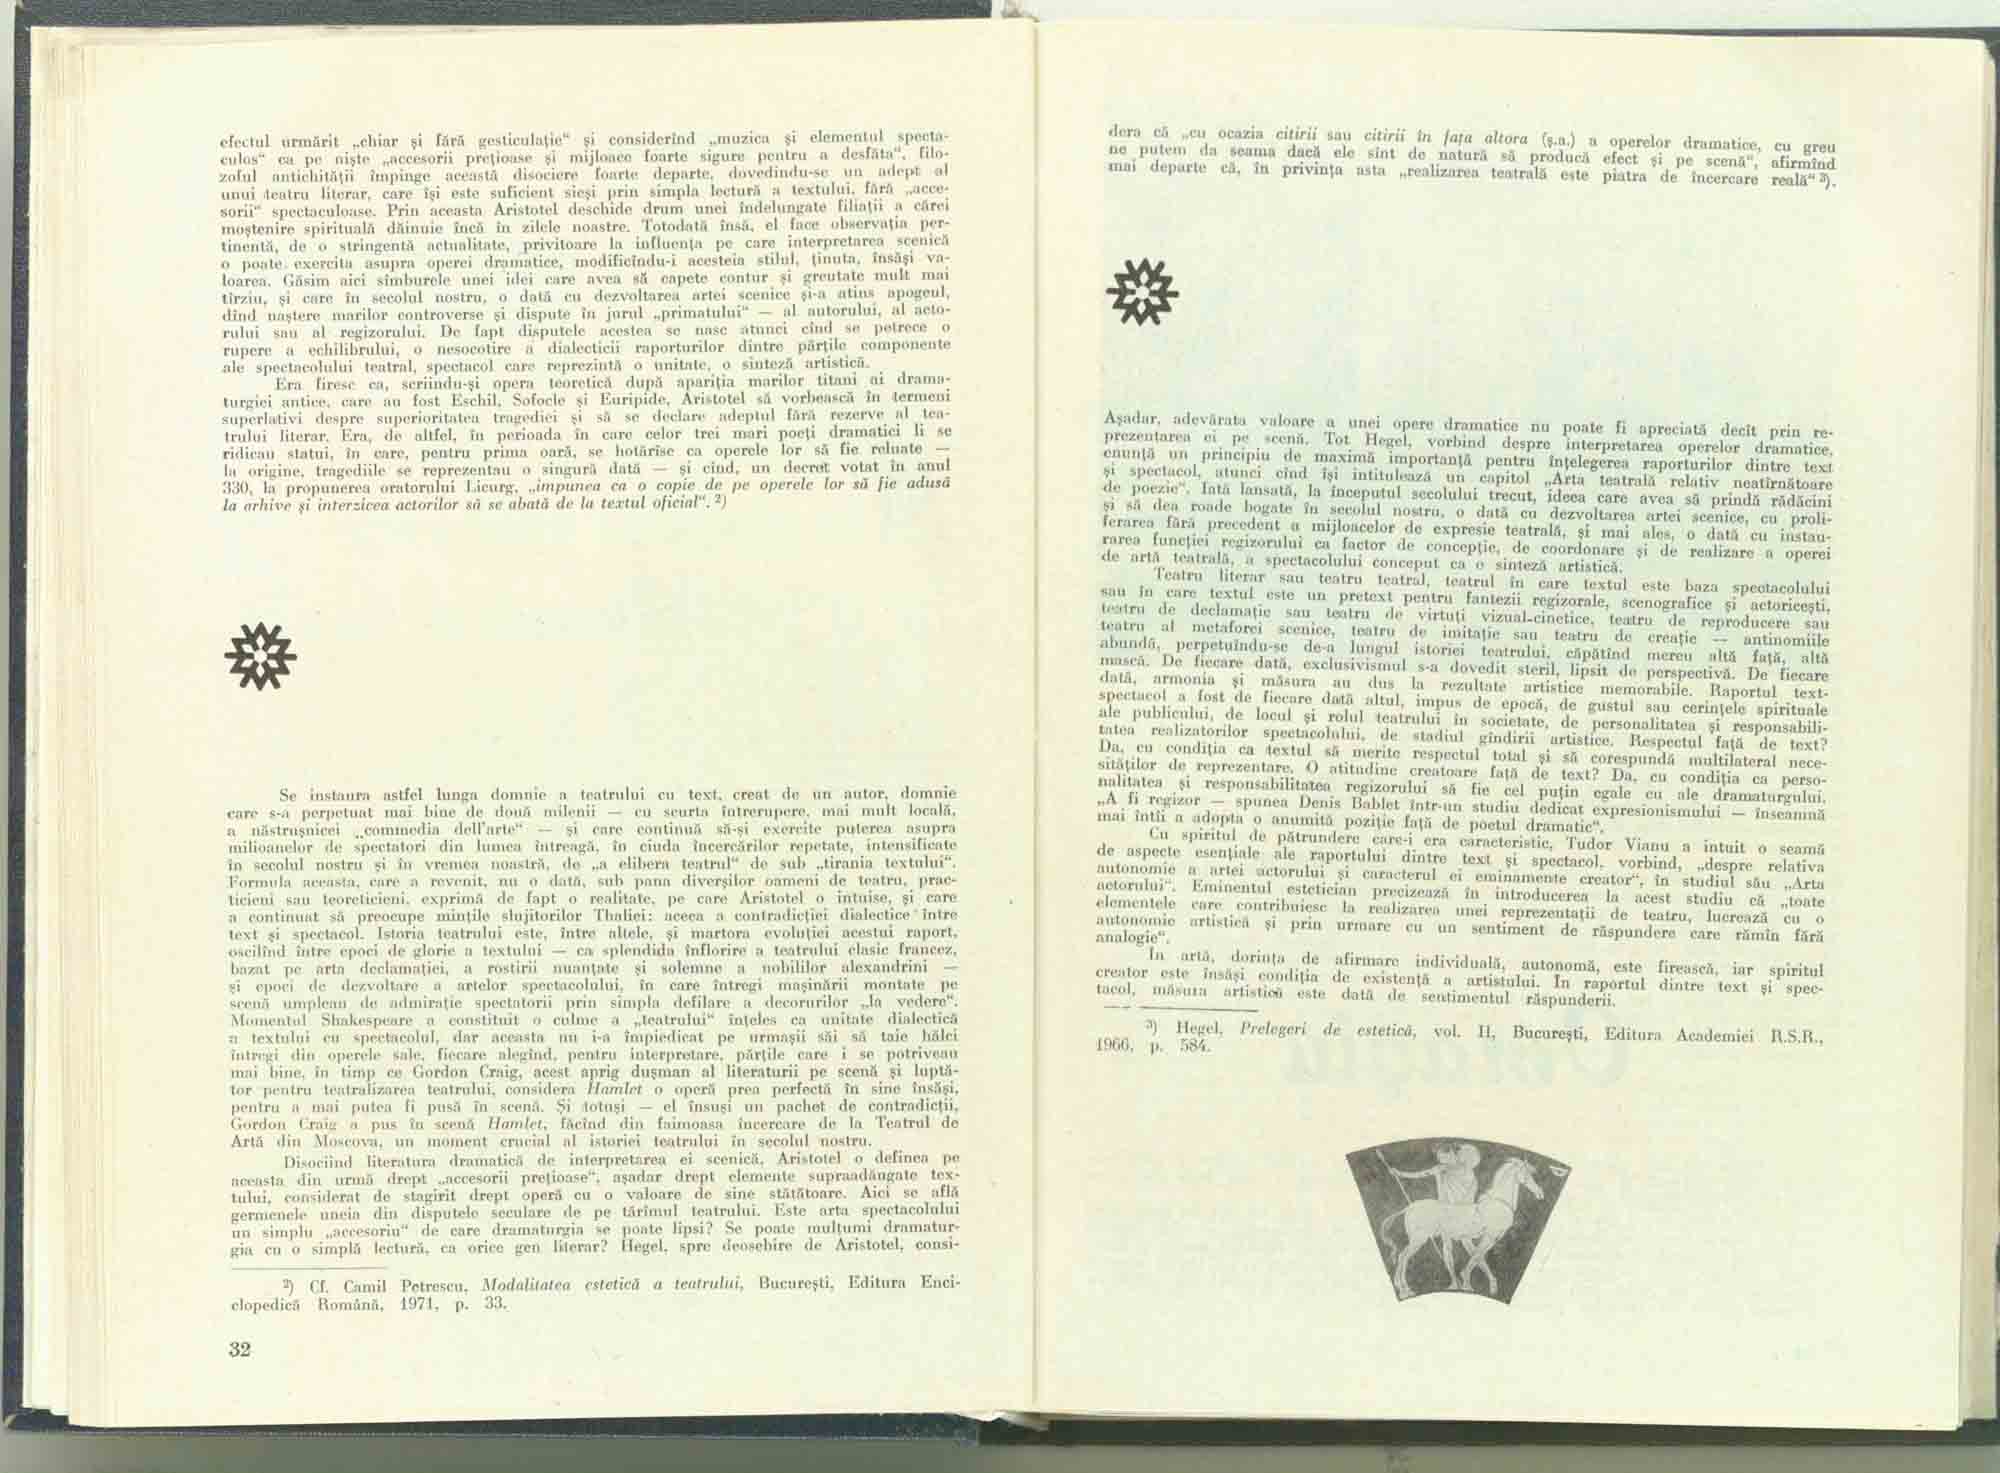 efectul urmărit „chiar și fără gesticulație“ și considerînd „muzica și elementul specta-
culos“ ca pe niște „accesorii prețioase și mijloace foarte sigure pentru a desfăta“, filo-
zoful antichității împinge această disociere foarte departe, dovedindu-se un adept al
unui teatru literar, care își este suficient sieși prin simpla lectură a textului, fără „acce-
sorii“ spectaculoase. Prin aceasta Aristotel deschide drum unei îndelungate filiații a cărei
moștenire spirituală dăinuie încă în zilele noastre. Totodată însă, el face observația per-
tinentă, de o stringentă actualitate, privitoare la influența pe care interpretarea scenică
o poate exercita asupra operei dramatice, modificîndu-i acesteia stilul, ținuta, însăși va-
loarea. Găsim aici sîmburele unei idei care avea să capete contur și greutate mult mai
tîrziu, și care în secolul nostru, o dată cu dezvoltarea artei scenice și-a atins apogeul,
dînd naștere marilor controverse și dispute în jurul „primatului“ — al autorului, al acto-
rului sau al regizorului. De fapt disputele acestea se nasc atunci cînd se petrece o
rupere a echilibrului, o nesocotire a dialecticii raporturilor dintre părțile componente
ale spectacolului teatral, spectacol care reprezintă o unitate, o sinteză artistică.
Era firesc ca, scriindu-și opera teoretică după apariția marilor titani ai drama-
turgiei antice, care au fost Eschil, Sofocle și Euripide, Aristotel să vorbească în termeni
superlativi despre superioritatea tragediei și să se declare adeptul fără rezerve al tea-
trului literar. Era, de altfel, în perioada în care celor trei mari poeți dramatici li se
ridicau statui, în care, pentru prima oară, se hotărîse ca operele lor să fie reluate —
la origine, tragediile se reprezentau o singură dată — și cînd, un decret votat în anul
330, la propunerea oratorului Licurg, „impunea ca o copie de pe operele lor să fie adusă
la arhive și interzicea actorilor să se abată de la textul oficial“. 2)
Se instaura astfel lunga domnie a teatrului cu text, creat de un autor, domnie
care s-a perpetuat mai bine de două milenii — cu scurta întrerupere, mai mult locală,
a năstrușnicei „commedia dell'arte“ — și care continuă să-și exercite puterea asupra
milioanelor de spectatori din lumea întreagă, în ciuda încercărilor repetate, intensificate
în secolul nostru și în vremea noastră, de „a elibera teatrul“ de sub „tirania textului“.
Formula aceasta, care a revenit, nu o dată, sub pana diverșilor oameni de teatru, prac-
ticieni sau teoreticieni, exprimă de fapt o realitate, pe care Aristotel o intuise, și care
a continuat să preocupe mințile slujitorilor Thaliei: aceea a contradicției dialectice între
text și spectacol. Istoria teatrului este, între altele, și martora evoluției acestui raport,
oscilînd între epoci de glorie a textului — ca splendida înflorire a teatrului clasic francez,
bazat pe arta declamației, a rostirii nuanțate și solemne a nobililor alexandrini —
și epoci de dezvoltare a artelor spectacolului, în care întregi mașinării montate pe
scenă umpleau de admirație spectatorii prin simpla defilare a decorurilor „la vedere“.
Momentul Shakespeare a constituit o culme a „teatrului“ înțeles ca unitate dialectică
a textului cu spectacolul, dar aceasta nu i-a împiedicat pe urmașii săi să taie hălci
întregi din operele sale, fiecare alegînd, pentru interpretare, părțile care i se potriveau
mai bine, în timp ce Gordon Craig, acest aprig dușman al literaturii pe scenă și luptă-
tor pentru teatralizarea teatrului, considera Hamlet o operă prea perfectă în sine însăși,
pentru a mai putea fi pusă în scenă. Și totuși — el însuși un pachet de contradicții,
Gordon Craig a pus în scenă Hamlet, făcînd din faimoasa încercare de la Teatrul de
Artă din Moscova, un moment crucial al istoriei teatrului în secolul nostru.
Disociind literatura dramatică de interpretarea ei scenică, Aristotel o definea pe
aceasta din urmă drept „accesorii prețioase“, așadar drept elemente supraadăugate tex-
tului, considerat de stagirit drept operă cu o valoare de sine stătătoare. Aici se află
germenele uneia din disputele seculare de pe tărîmul teatrului. Este arta spectacolului
un simplu „accesoriu“ de care dramaturgia se poate lipsi? Se poate mulțumi dramatur-
gia cu o simplă lectură, ca orice gen literar? Hegel, spre deosebire de Aristotel, consi-
2) Cf. Camil Petrescu, Modalitatea estetică a teatrului, București, Editura Enci-
clopedică Română, 1971, p. 33.
32
dera că „cu ocazia citirii sau citirii în fața altora (ș.a.) a operelor dramatice, cu greu
ne putem da seama dacă ele sînt de natură să producă efect și pe scenă“, afirmînd
mai departe că, în privința asta „realizarea teatrală este piatra de încercare reală“ 3).
Așadar, adevărata valoare a unei opere dramatice nu poate fi apreciată decît prin re-
prezentarea ei pe scenă. Tot Hegel, vorbind despre interpretarea operelor dramatice,
enunță un principiu de maximă importanță pentru înțelegerea raporturilor dintre text
și spectacol, atunci cînd își intitulează un capitol „Arta teatrală relativ neatîrnătoare
de poezie“. Iată lansată, la începutul secolului trecut, ideea care avea să prindă rădăcini
și să dea roade bogate în secolul nostru, o dată cu dezvoltarea artei scenice, cu proli-
ferarea fără precedent a mijloacelor de expresie teatrală, și mai ales, o dată cu instau-
rarea funcției regizorului ca factor de concepție, de coordonare și de realizare a operei
de artă teatrală, a spectacolului conceput ca o sinteză artistică.
Teatru literar sau teatru teatral, teatrul în care textul este baza spectacolului
sau în care textul este un pretext pentru fantezii regizorale, scenografice și actoricești,
teatru de declamație sau teatru de virtuți vizual-cinetice, teatru de reproducere sau
teatru al metaforei scenice, teatru de imitație sau teatru de creație — antinomiile
abundă, perpetuîndu-se de-a lungul istoriei teatrului, căpătînd mereu altă față, altă
mască. De fiecare dată, exclusivismul s-a dovedit steril, lipsit de perspectivă. De fiecare
dată, armonia și măsura au dus la rezultate artistice memorabile. Raportul text-
spectacol a fost de fiecare dată altul, impus de epocă, de gustul sau cerințele spirituale
ale publicului, de locul și rolul teatrului în societate, de personalitatea și responsabili-
tatea realizatorilor spectacolului, de stadiul gîndirii artistice. Respectul față de text?
Da, cu condiția ca textul să merite respectul total și să corespundă multilateral nece-
sităților de reprezentare. O atitudine creatoare față de text? Da, cu condiția ca perso-
nalitatea și responsabilitatea regizorului să fie cel puțin egale cu ale dramaturgului.
„A fi regizor — spunea Denis Bablet într-un studiu dedicat expresionismului — înseamnă
mai întîi a adopta o anumită poziție față de poetul dramatic“.
Cu spiritul de pătrundere care-i era caracteristic, Tudor Vianu a intuit o seamă
de aspecte esențiale ale raportului dintre text și spectacol, vorbind, „despre relativa
autonomie a artei actorului și caracterul ei eminamente creator“, în studiul său „Arta
actorului“. Eminentul estetician precizează în introducerea la acest studiu că „toate
elementele care contribuiesc la realizarea unei reprezentații de teatru, lucrează cu o
autonomie artistică și prin urmare cu un sentiment de răspundere care rămîn fără
analogie“.
În artă, dorința de afirmare individuală, autonomă, este firească, iar spiritul
creator este însăși condiția de existență a artistului. În raportul dintre text și spec-
tacol, măsura artistică este dată de sentimentul răspunderii.
3) Hegel, Prelegeri de estetică, vol. II, București, Editura Academiei R.S.R.,
1966, p. 584.